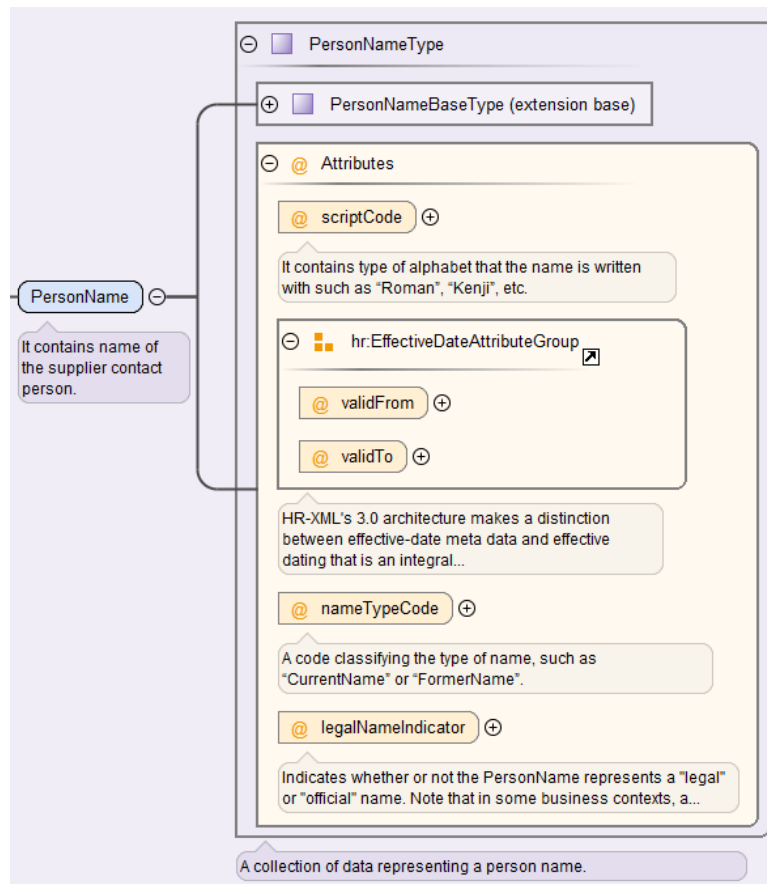 PersonNameType
PersonNameBaseType (extension base)
@ Attributes
@ scriptCode
It contains type of alphabet that the name is written
with such as “Roman”, “Kenji”, etc.
PersonName
It contains name of
the supplier contact
person.
hr:EffectiveDateAttributeGroup
@ validFrom
@ validTo
HR-XML's 3.0 architecture makes a distinction
between effective-date meta data and effective
dating that is an integral...
@ nameTypeCode
A code classifying the type of name, such as
“CurrentName” or “FormerName”.
@ legalNameIndicator
Indicates whether or not the PersonName represents a "legal"
or "official" name. Note that in some business contexts, a...
A collection of data representing a person name.